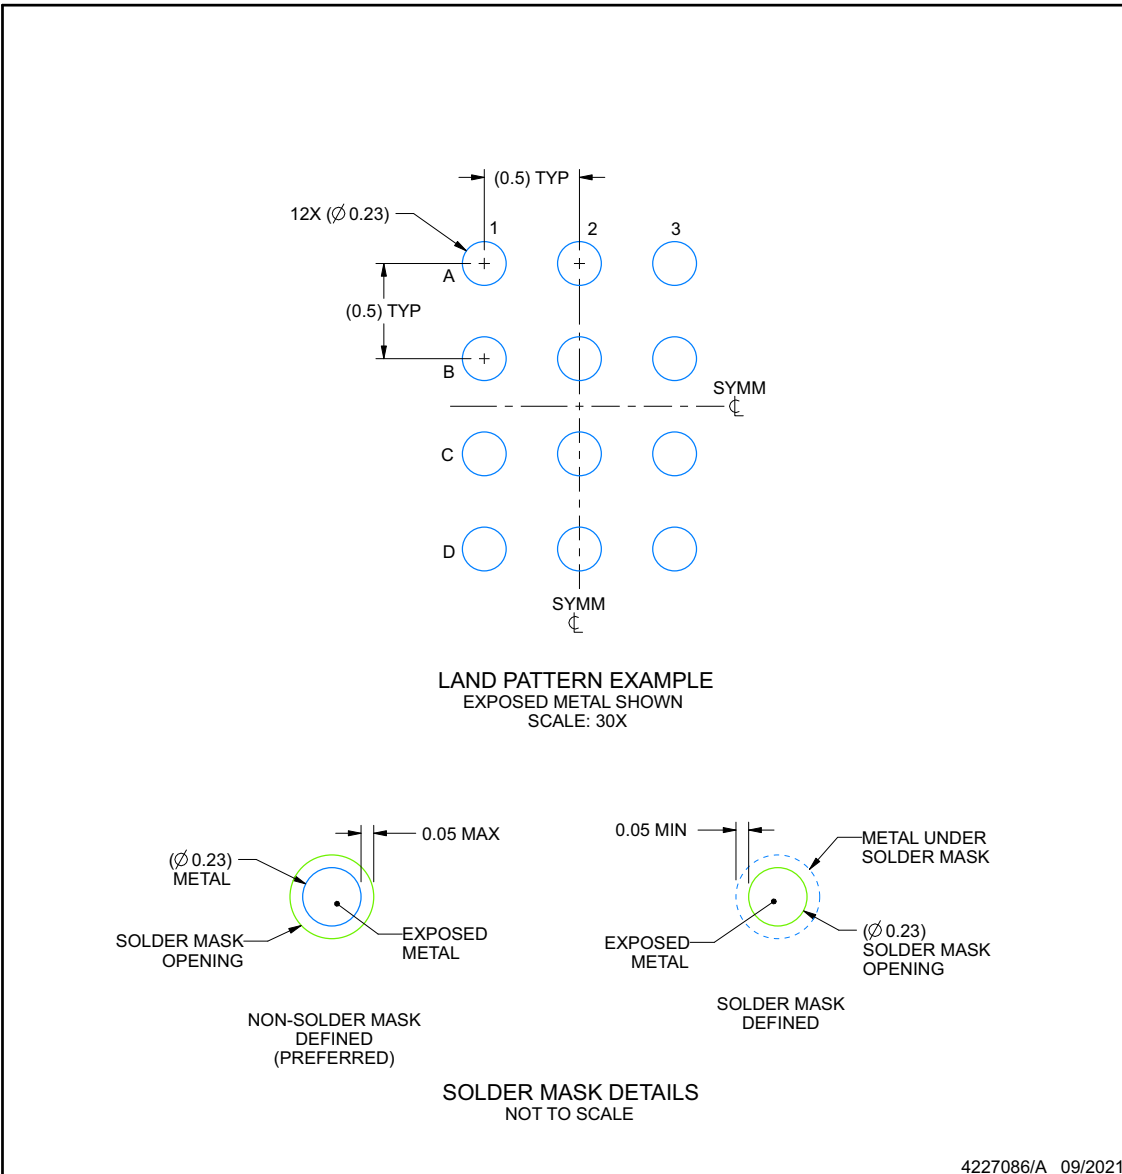 (0.5) TYP
12X (∅ 0.23)
1
2
3
A
(0.5) TYP
B
SYMM
℄
C
D
SYMM
℄
LAND PATTERN EXAMPLE
EXPOSED METAL SHOWN
SCALE: 30X
0.05 MAX
(∅ 0.23)
METAL
SOLDER MASK
OPENING
EXPOSED
METAL
NON-SOLDER MASK
DEFINED
(PREFERRED)
0.05 MIN
METAL UNDER
SOLDER MASK
EXPOSED
METAL
(∅ 0.23)
SOLDER MASK
OPENING
SOLDER MASK
DEFINED
SOLDER MASK DETAILS
NOT TO SCALE
4227086/A 09/2021